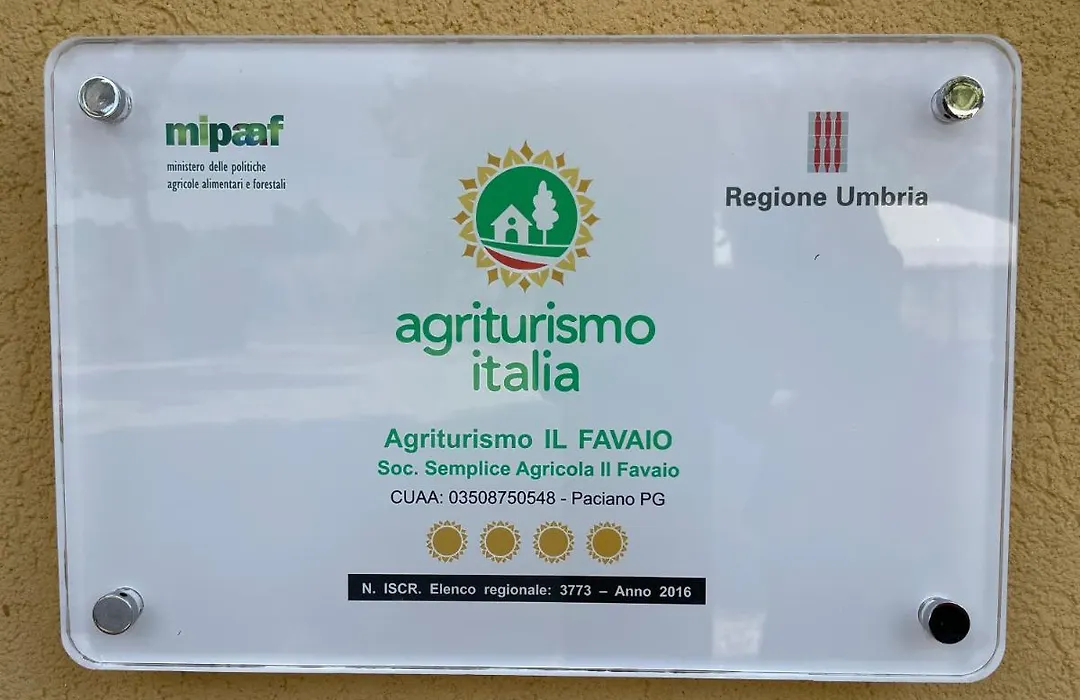 mipaaf
ministero delle politiche
agricole alimentari e forestali
Regione Umbria
agriturismo
italia
Agriturismo IL FAVAIO
Soc. Semplice Agricola Il Favaio
CUAA: 03508750548 - Paciano PG
N. ISCR. Elenco regionale: 3773 – Anno 2016